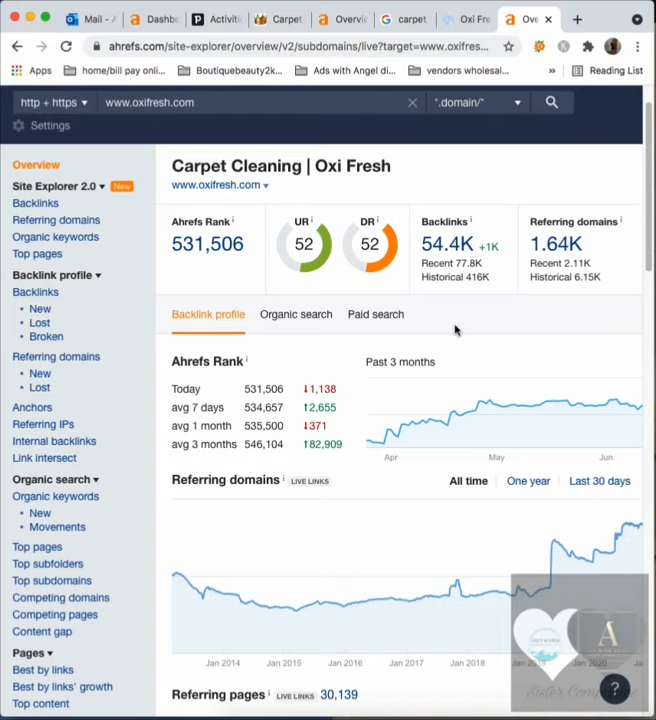 Mail - A
Dashb
Activiti
Carpet
Overvi
carpet
Oxi Fre
Ove
ahrefs.com/site-explorer/overview/v2/subdomains/live?target=www.oxifres...
Apps
home/bill pay onli...
Boutiquebeauty2k...
Ads with Angel di...
vendors wholesal...
»
Reading List
http + https
www.oxifresh.com
*.domain/*
Settings
Overview
Site Explorer 2.0 New
Backlinks
Referring domains
Organic keywords
Top pages
Backlink profile
Backlinks
New
Lost
Broken
Referring domains
New
Lost
Anchors
Referring IPs
Internal backlinks
Link intersect
Organic search
Organic keywords
New
Movements
Top pages
Top subfolders
Top subdomains
Competing domains
Competing pages
Content gap
Pages
Best by links
Best by links' growth
Top content
Carpet Cleaning | Oxi Fresh
www.oxifresh.com
Ahrefs Rank
531,506
UR
52
DR
52
Backlinks
54.4K +1K
Recent 77.8K
Historical 416K
Referring domains
1.64K
Recent 2.11K
Historical 6.15K
Backlink profile Organic search Paid search
Ahrefs Rank
Past 3 months
Today 531,506 ↓1,138
avg 7 days 534,657 ↑2,655
avg 1 month 535,500 ↓371
avg 3 months 546,104 ↑82,909
Apr May Jun
Referring domains LIVE LINKS
All time One year Last 30 days
Jan 2014 Jan 2015 Jan 2016 Jan 2017 Jan 2018 Jan 2019 Jan 2020 Ja
Referring pages LIVE LINKS 30,139
A
Sister Companies
?